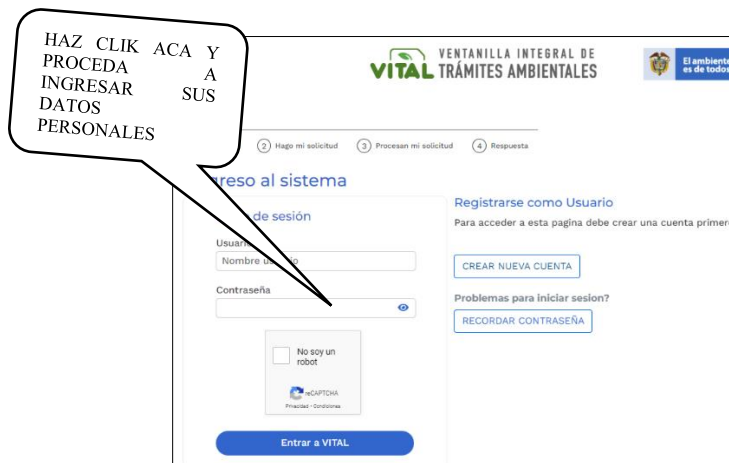 HAZ CLIK ACA Y
PROCEDA A
INGRESAR SUS
DATOS
PERSONALES
VITAL
VENTANILLA INTEGRAL DE
TRÁMITES AMBIENTALES
El ambiente
es de todos
2 Hago mi solicitud
3 Procesan mi solicitud
4 Respuesta
greso al sistema
de sesión
Usuario
Nombre usuario
Contraseña
No soy un
robot
reCAPTCHA
Privacidad - Condiciones
Entrar a VITAL
Registrarse como Usuario
Para acceder a esta pagina debe crear una cuenta primero
CREAR NUEVA CUENTA
Problemas para iniciar sesion?
RECORDAR CONTRASEÑA